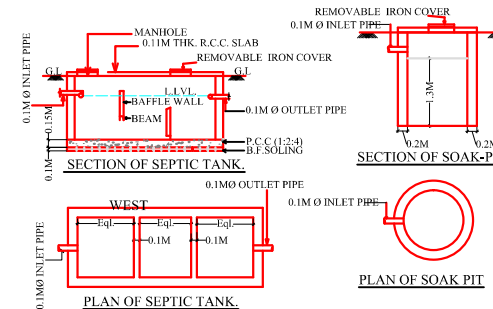 MANHOLE
0.11M THK. R.C.C SLAB
REMOVABLE IRON COVER
G.L
G.L
0.1M Ø INLET PIPE
L.LVL.
BAFFLE WALL
BEAM
0.1M Ø OUTLET PIPE
0.15M
0.1M
P.C.C (1:2:4)
B.F.SOLING
SECTION OF SEPTIC TANK.
REMOVABLE IRON COVER
0.1M Ø INLET PIPE
G.L
1.3M
0.2M
0.2M
SECTION OF SOAK-P
WEST
0.1MØ OUTLET PIPE
Eql.
Eql.
Eql.
0.1M
0.1M
0.1MØ INLET PIPE
PLAN OF SEPTIC TANK.
0.1M Ø INLET PIPE
PLAN OF SOAK PIT